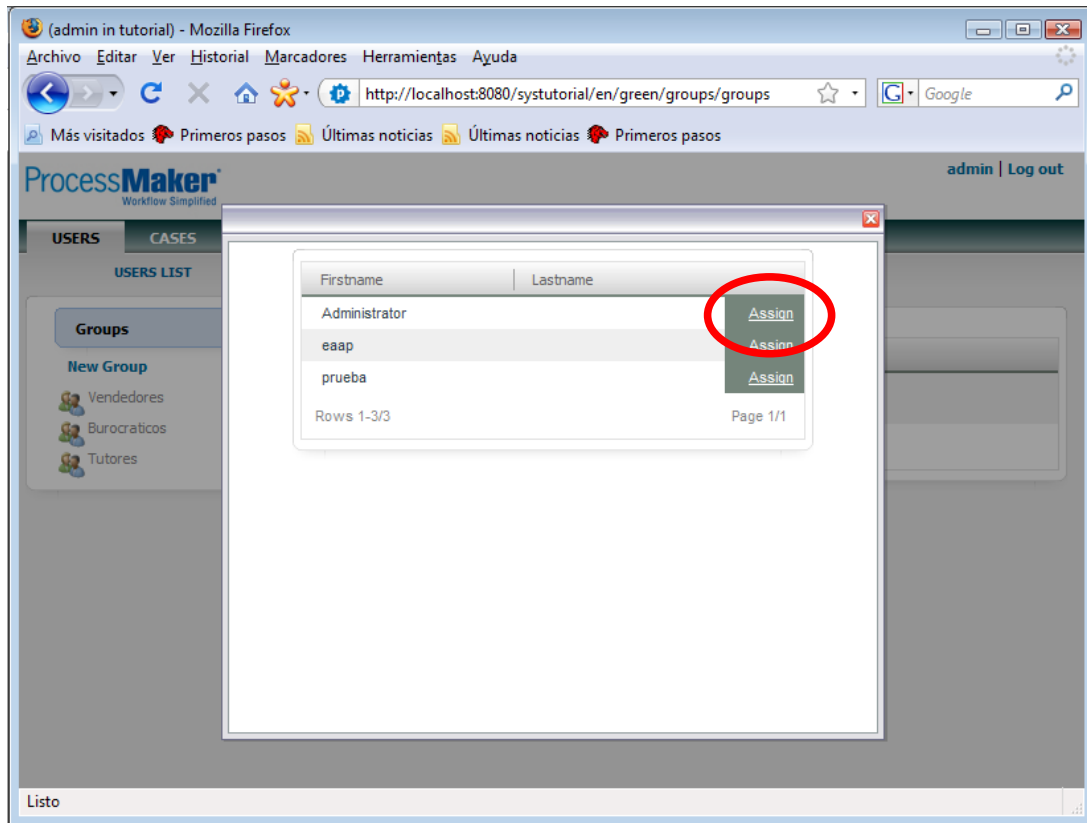 (admin in tutorial) - Mozilla Firefox
Archivo Editar Ver Historial Marcadores Herramientas Ayuda
http://localhost:8080/systutorial/en/green/groups/groups
G Google
Más visitados Primeros pasos Últimas noticias Últimas noticias Primeros pasos
ProcessMaker
Workflow Simplified
admin | Log out
USERS CASES
USERS LIST
Groups
New Group
Vendedores
Burocraticos
Tutores
Firstname Lastname
Administrator Assign
eaap Assign
prueba Assign
Rows 1-3/3 Page 1/1
Listo